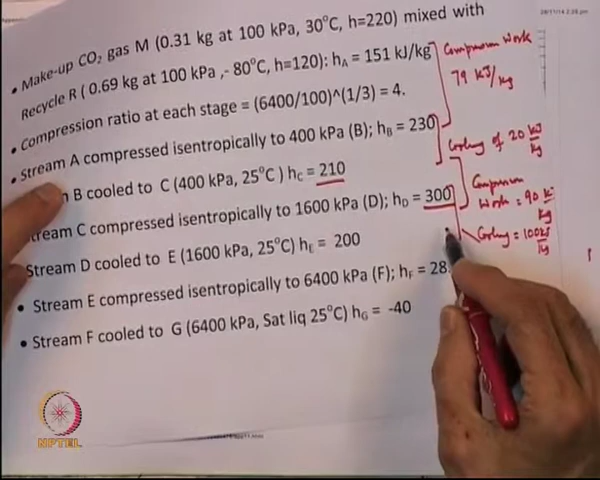 • Make-up CO₂ gas M (0.31 kg at 100 kPa, 30°C, h=220) mixed with
Recycle R ( 0.69 kg at 100 kPa ,- 80°C, h=120): hA = 151 kJ/kg
• Compression ratio at each stage = (6400/100)^(1/3) = 4.
• Stream A compressed isentropically to 400 kPa (B); hB = 230
B cooled to C (400 kPa, 25°C ) hC = 210
tream C compressed isentropically to 1600 kPa (D); hD = 300
Stream D cooled to E (1600 kPa, 25°C) hE = 200
• Stream E compressed isentropically to 6400 kPa (F); hF = 28
• Stream F cooled to G (6400 kPa, Sat liq 25°C) hG = -40
Compression Work
79 KJ/kg
Cooling of 20 KJ/kg
Compression
Work = 90 K
Kg
Cooling = 100 KJ
Kg
NPTEL